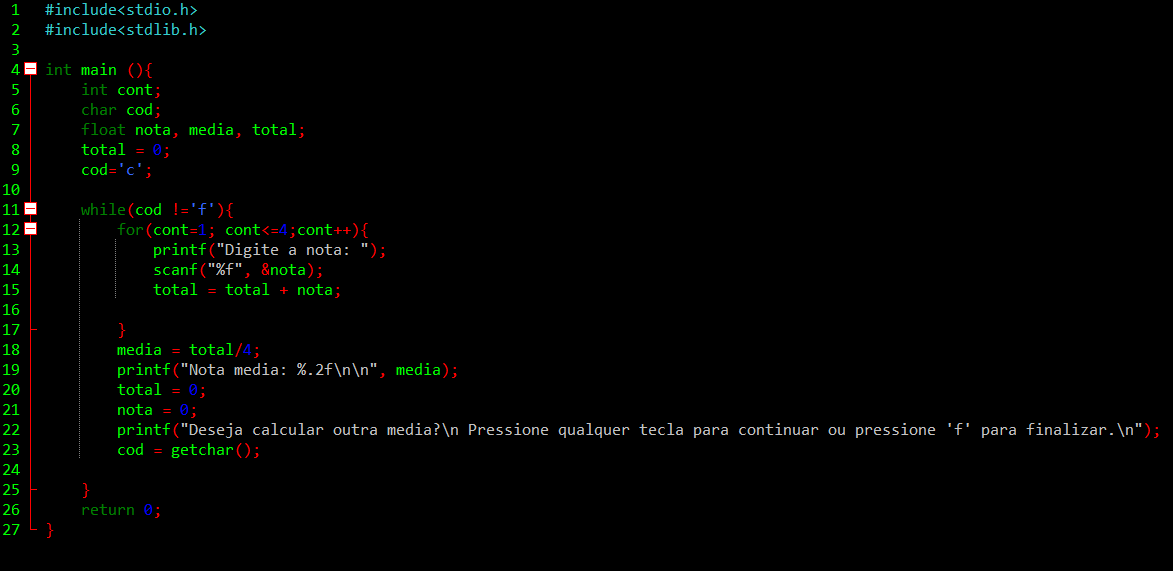 1 #include<stdio.h>
2 #include<stdlib.h>
3
4 int main (){
5     int cont;
6     char cod;
7     float nota, media, total;
8     total = 0;
9     cod='c';
10
11     while(cod !='f'){
12         for(cont=1; cont<=4;cont++){
13             printf("Digite a nota: ");
14             scanf("%f", &nota);
15             total = total + nota;
16
17         }
18         media = total/4;
19         printf("Nota media: %.2f\n\n", media);
20         total = 0;
21         nota = 0;
22         printf("Deseja calcular outra media?\n Pressione qualquer tecla para continuar ou pressione 'f' para finalizar.\n");
23         cod = getchar();
24
25     }
26     return 0;
27 }